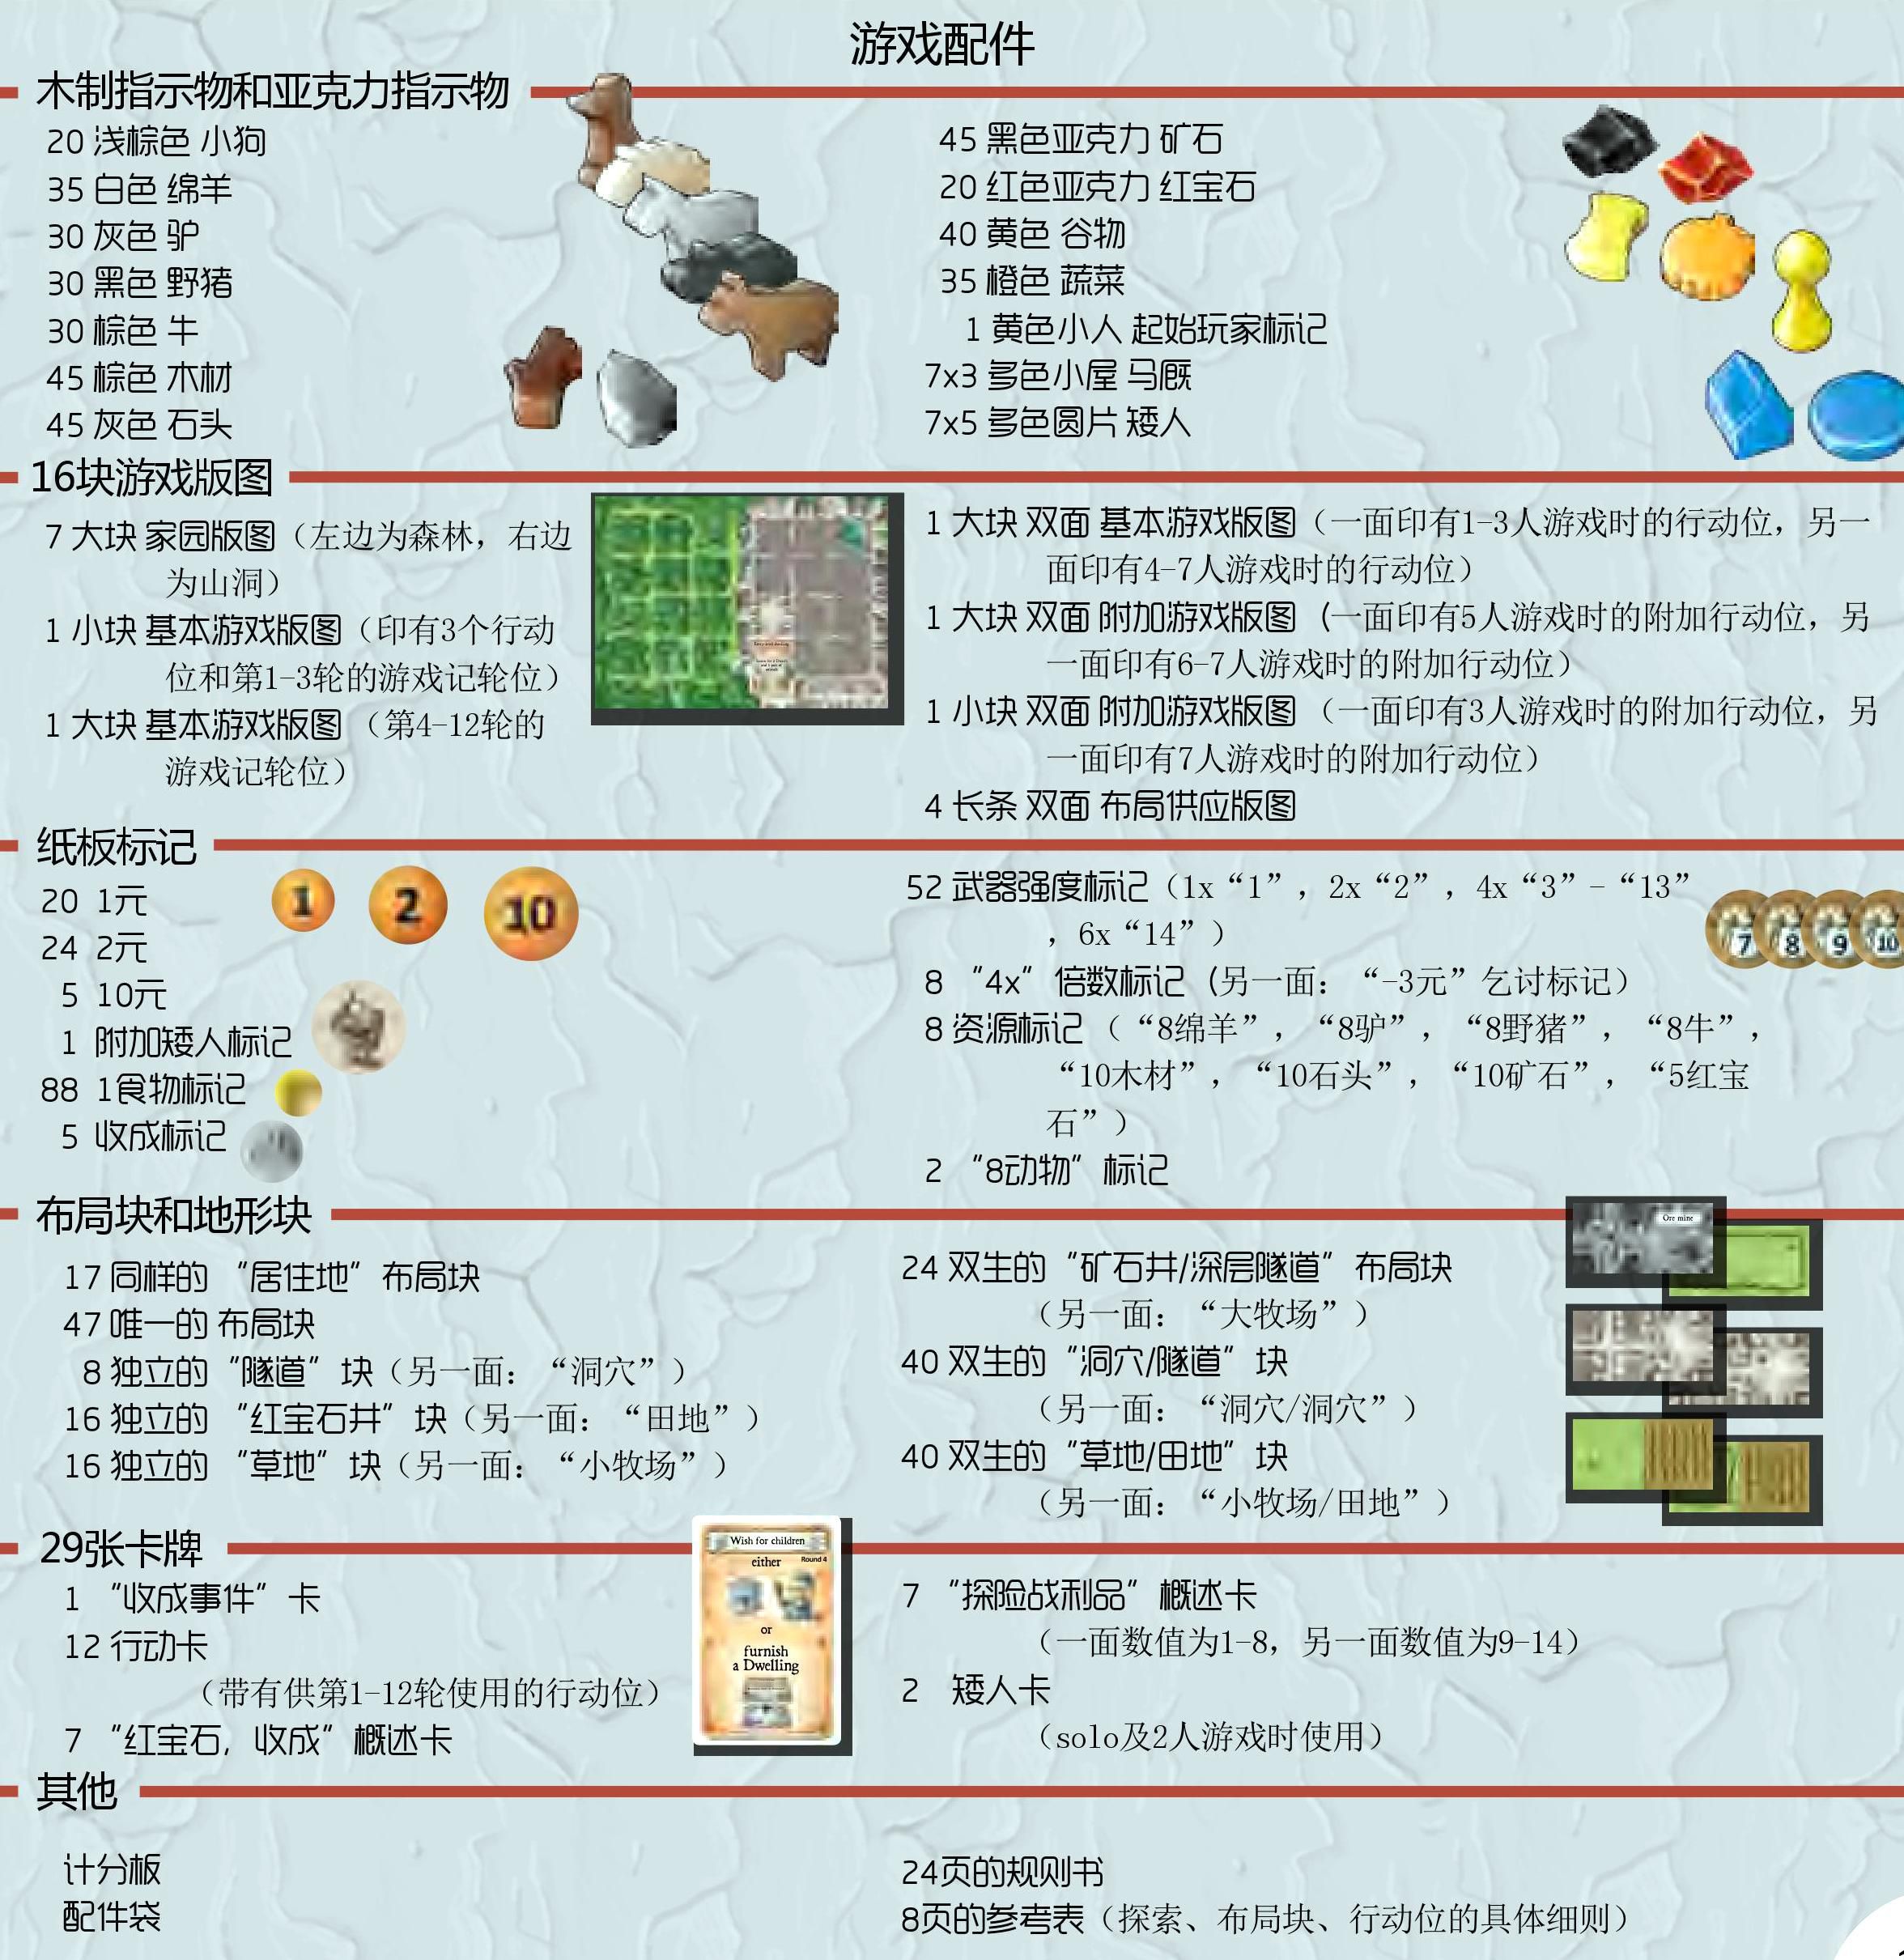 游戏配件
木制指示物和亚克力指示物
20 浅棕色 小狗
35 白色 绵羊
30 灰色 驴
30 黑色 野猪
30 棕色 牛
45 棕色 木材
45 灰色 石头
45 黑色亚克力 矿石
20 红色亚克力 红宝石
40 黄色 谷物
35 橙色 蔬菜
1 黄色小人 起始玩家标记
7x3 多色小屋 马厩
7x5 多色圆片 矮人
16块游戏版图
7 大块 家园版图（左边为森林，右边
为山洞）
1 小块 基本游戏版图（印有3个行动
位和第1-3轮的游戏记轮位）
1 大块 基本游戏版图 （第4-12轮的
游戏记轮位）
1 大块 双面 基本游戏版图（一面印有1-3人游戏时的行动位，另一
面印有4-7人游戏时的行动位）
1 大块 双面 附加游戏版图（一面印有5人游戏时的附加行动位，另
一面印有6-7人游戏时的附加行动位）
1 小块 双面 附加游戏版图 （一面印有3人游戏时的附加行动位，另
一面印有7人游戏时的附加行动位）
4 长条 双面 布局供应版图
纸板标记
20 1元
24 2元
5 10元
1 附加矮人标记
88 1食物标记
5 收成标记
1
2
10
52 武器强度标记（1x“1”，2x“2”，4x“3”-“13”
，6x“14”）
8 “4x”倍数标记（另一面：“-3元”乞讨标记）
8 资源标记（“8绵羊”，“8驴”，“8野猪”，“8牛”，
“10木材”，“10石头”，“10矿石”，“5红宝
石”）
2 “8动物”标记
7 8 9 10
布局块和地形块
17 同样的 “居住地”布局块
47 唯一的 布局块
8 独立的 “隧道”块（另一面：“洞穴”）
16 独立的 “红宝石井”块（另一面：“田地”）
16 独立的 “草地”块（另一面：“小牧场”）
24 双生的“矿石井/深层隧道”布局块
（另一面：“大牧场”）
40 双生的“洞穴/隧道”块
（另一面：“洞穴/洞穴”）
40 双生的“草地/田地”块
（另一面：“小牧场/田地”）
Ore mine
29张卡牌
1 “收成事件”卡
12 行动卡
（带有供第1-12轮使用的行动位）
7 “红宝石，收成”概述卡
Wish for children
either Round 4
or
furnish
a Dwelling
7 “探险战利品”概述卡
（一面数值为1-8，另一面数值为9-14）
2 矮人卡
（solo及2人游戏时使用）
其他
计分板
配件袋
24页的规则书
8页的参考表（探索、布局块、行动位的具体细则）